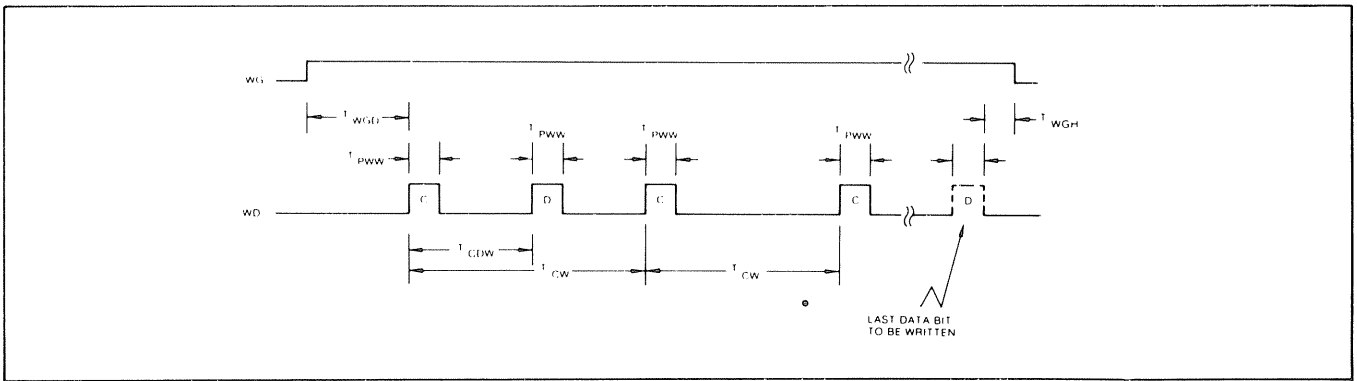 WG
T WGD
T WGH
T PWW T PWW T PWW
T PWW
WD C D C C D
T CDW
T CW T CW
LAST DATA BIT
TO BE WRITTEN